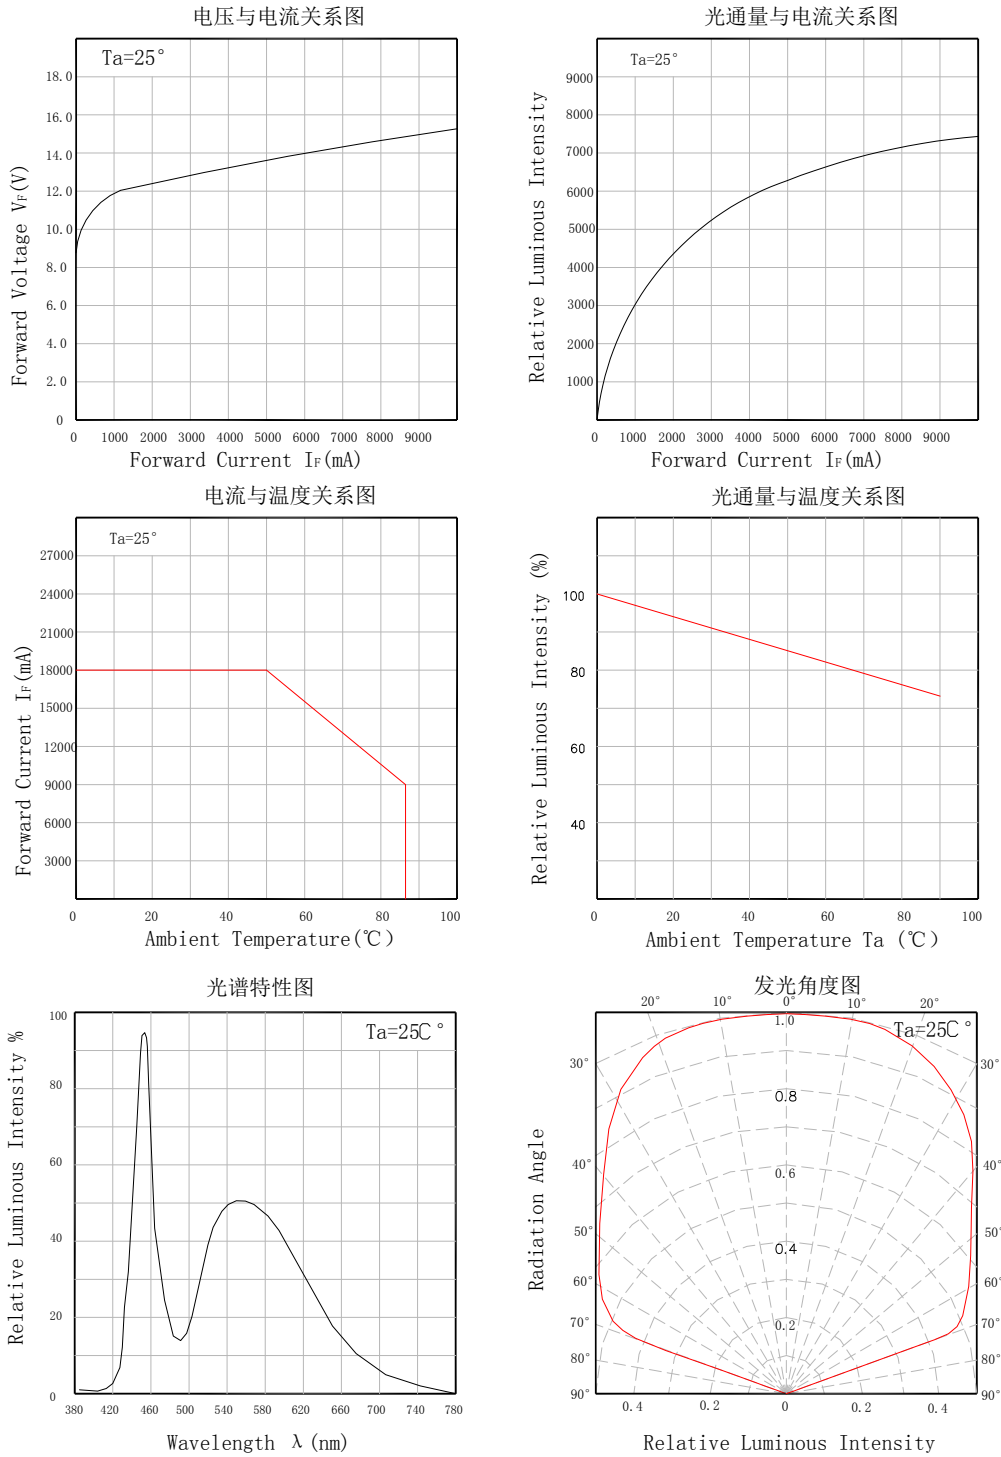 电压与电流关系图
Ta=25°
18.0
16.0
14.0
12.0
10.0
8.0
6.0
4.0
2.0
0
0 1000 2000 3000 4000 5000 6000 7000 8000 9000
Forward Voltage VF(V)
Forward Current IF(mA)
光通量与电流关系图
Ta=25°
9000
8000
7000
6000
5000
4000
3000
2000
1000
0 1000 2000 3000 4000 5000 6000 7000 8000 9000
Relative Luminous Intensity
Forward Current IF(mA)
电流与温度关系图
Ta=25°
27000
24000
21000
18000
15000
12000
9000
6000
3000
0 20 40 60 80 100
Forward Current IF(mA)
Ambient Temperature(℃)
光通量与温度关系图
100
80
60
40
0 20 40 60 80 100
Relative Luminous Intensity (%)
Ambient Temperature Ta (℃)
光谱特性图
Ta=25C °
100
80
60
40
20
0
380 420 460 500 540 580 620 660 700 740 780
Relative Luminous Intensity %
Wavelength λ (nm)
发光角度图
20° 10° 0° 10° 20°
Ta=25C °
1.0
30° 30°
0.8
40° 0.6 40°
50° 0.4 50°
60° 60°
70° 0.2 70°
80° 80°
90° 90°
0.4 0.2 0 0.2 0.4
Radiation Angle
Relative Luminous Intensity